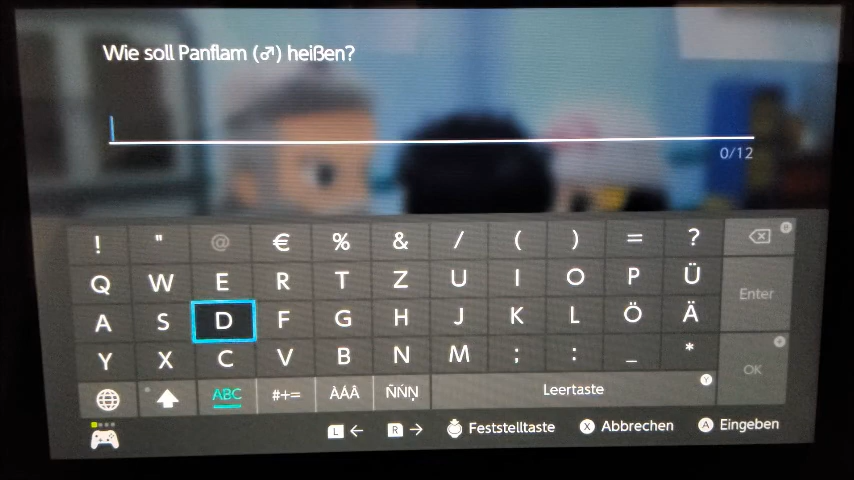 Wie soll Panflam (♂) heißen?
0/12
! " @ € % & / ( ) = ?
Q W E R T Z U I O P Ü
Enter
A S D F G H J K L Ö Ä
Y X C V B N M ; : _ *
OK
ABC #+= ÀÁÂ ÑŃŅ Leertaste Y
L ← R → Feststelltaste X Abbrechen A Eingeben